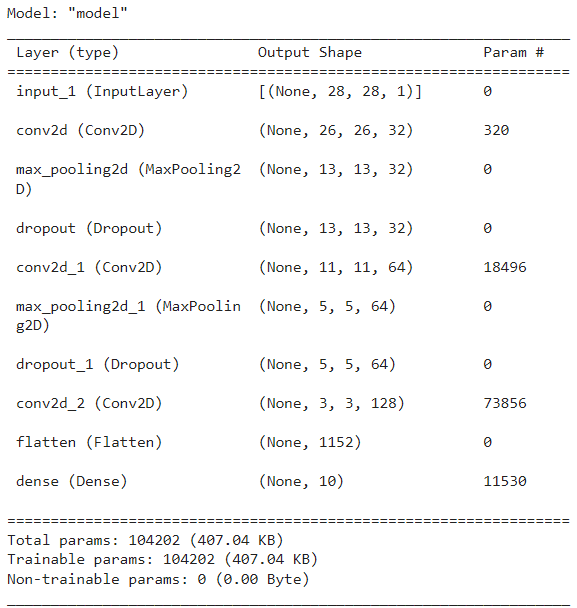 Model: "model"
Layer (type) Output Shape Param #
input_1 (InputLayer) [(None, 28, 28, 1)] 0
conv2d (Conv2D) (None, 26, 26, 32) 320
max_pooling2d (MaxPooling2 (None, 13, 13, 32) 0
D)
dropout (Dropout) (None, 13, 13, 32) 0
conv2d_1 (Conv2D) (None, 11, 11, 64) 18496
max_pooling2d_1 (MaxPoolin (None, 5, 5, 64) 0
g2D)
dropout_1 (Dropout) (None, 5, 5, 64) 0
conv2d_2 (Conv2D) (None, 3, 3, 128) 73856
flatten (Flatten) (None, 1152) 0
dense (Dense) (None, 10) 11530
Total params: 104202 (407.04 KB)
Trainable params: 104202 (407.04 KB)
Non-trainable params: 0 (0.00 Byte)